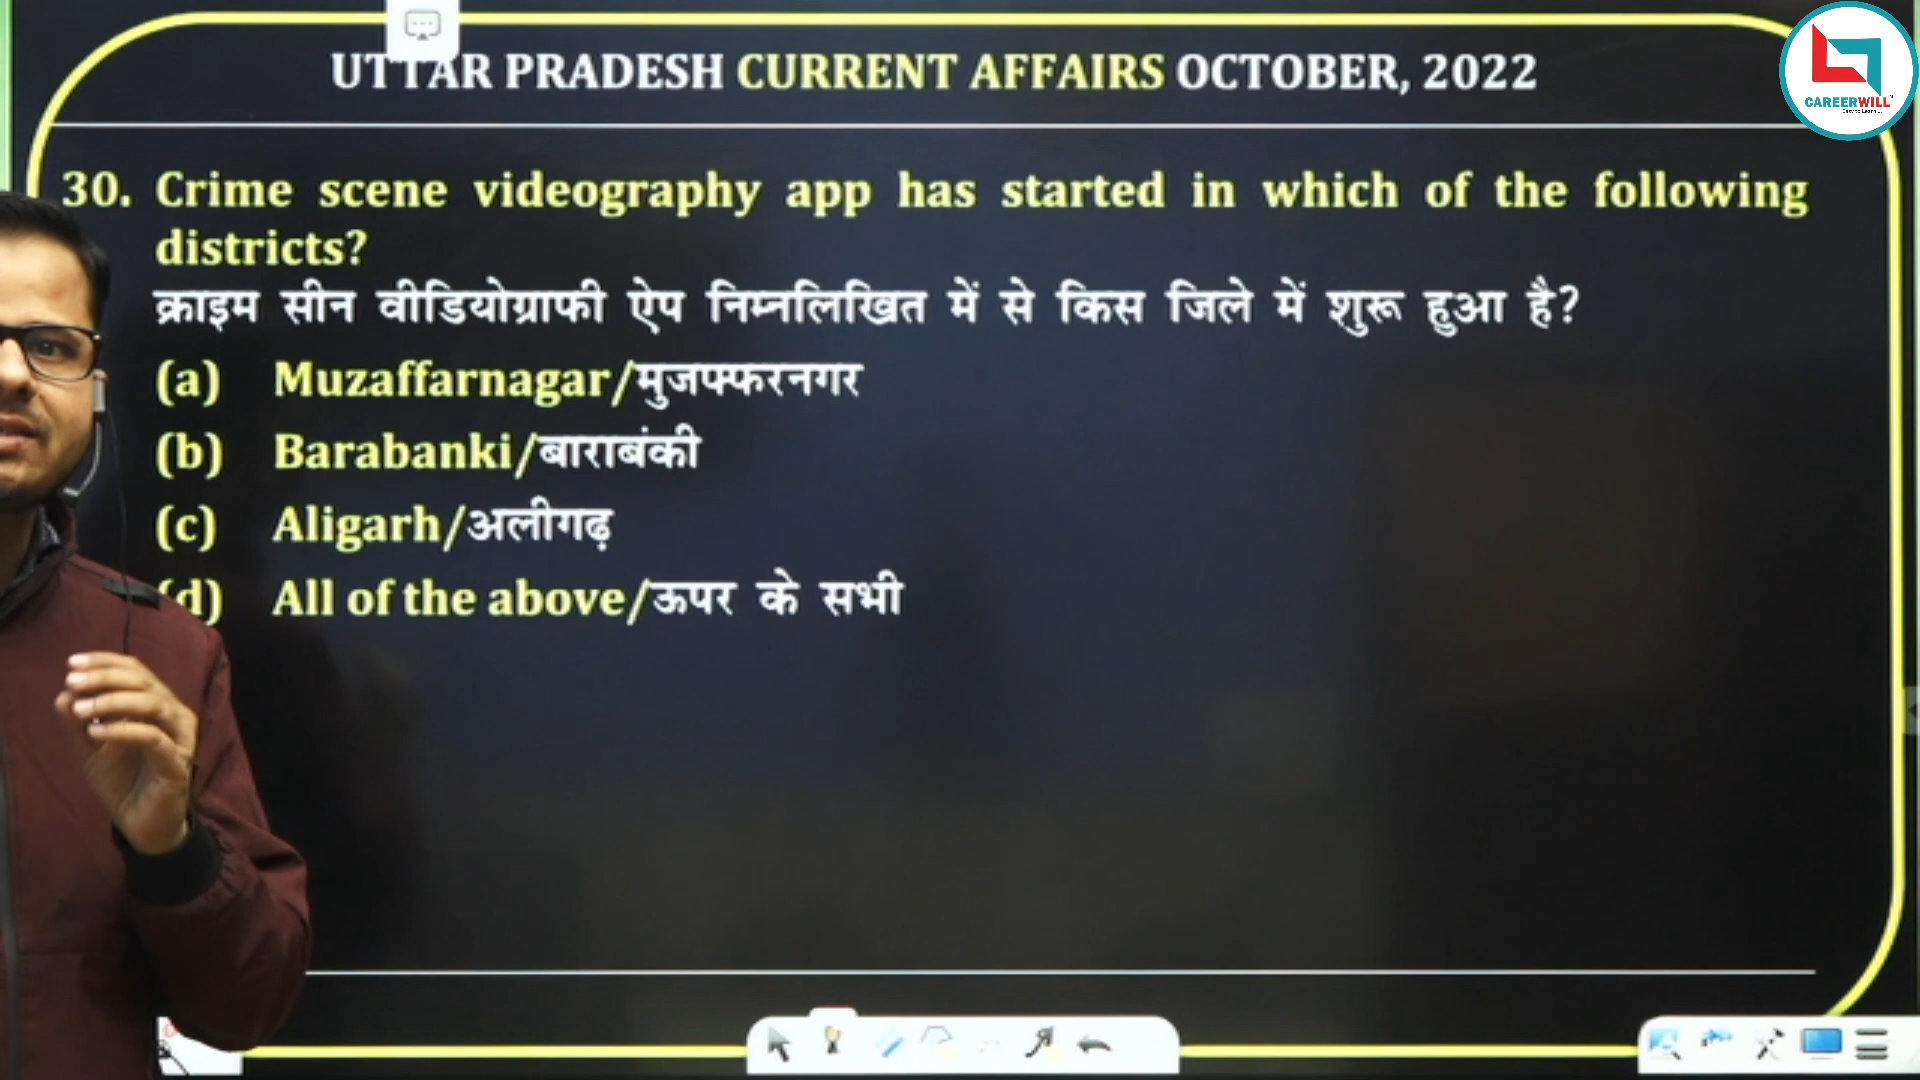 UTTAR PRADESH CURRENT AFFAIRS OCTOBER, 2022
CAREERWILL
30. Crime scene videography app has started in which of the following
districts?
क्राइम सीन वीडियोग्राफी ऐप निम्नलिखित में से किस जिले में शुरू हुआ है?
(a) Muzaffarnagar/मुजफ्फरनगर
(b) Barabanki/बाराबंकी
(c) Aligarh/अलीगढ़
(d) All of the above/ऊपर के सभी